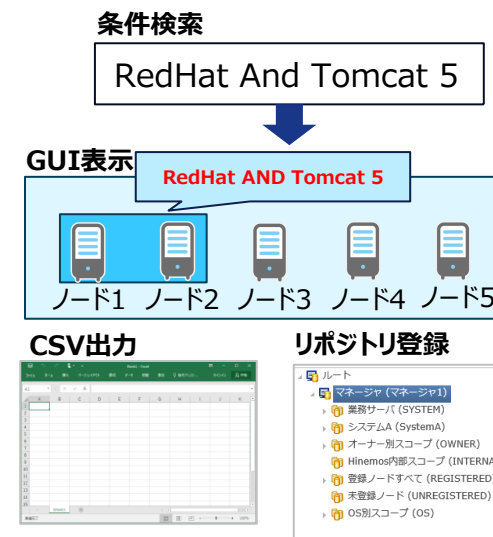 条件検索
RedHat And Tomcat 5
GUI表示
RedHat AND Tomcat 5
ノード1 ノード2 ノード3 ノード4 ノード5
CSV出力
リポジトリ登録
ルート
マネージャ (マネージャ1)
業務サーバ (SYSTEM)
システムA (SystemA)
オーナー別スコープ (OWNER)
Hinemos内部スコープ (INTERNA
登録ノードすべて (REGISTERED)
未登録ノード (UNREGISTERED)
OS別スコープ (OS)